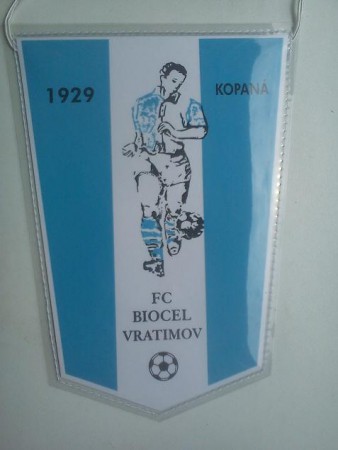 1929
KOPANÁ
FC
BIOCEL
VRATIMOV